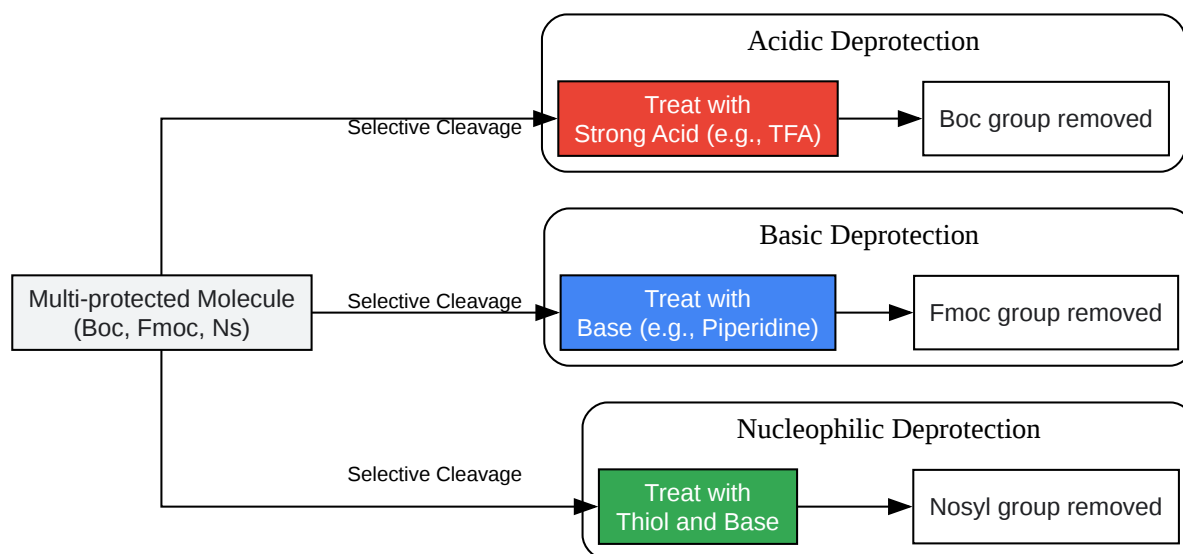 Acidic Deprotection
Treat with
Strong Acid (e.g., TFA)
Boc group removed
Selective Cleavage
Basic Deprotection
Multi-protected Molecule
(Boc, Fmoc, Ns)
Selective Cleavage
Treat with
Base (e.g., Piperidine)
Fmoc group removed
Nucleophilic Deprotection
Selective Cleavage
Treat with
Thiol and Base
Nosyl group removed